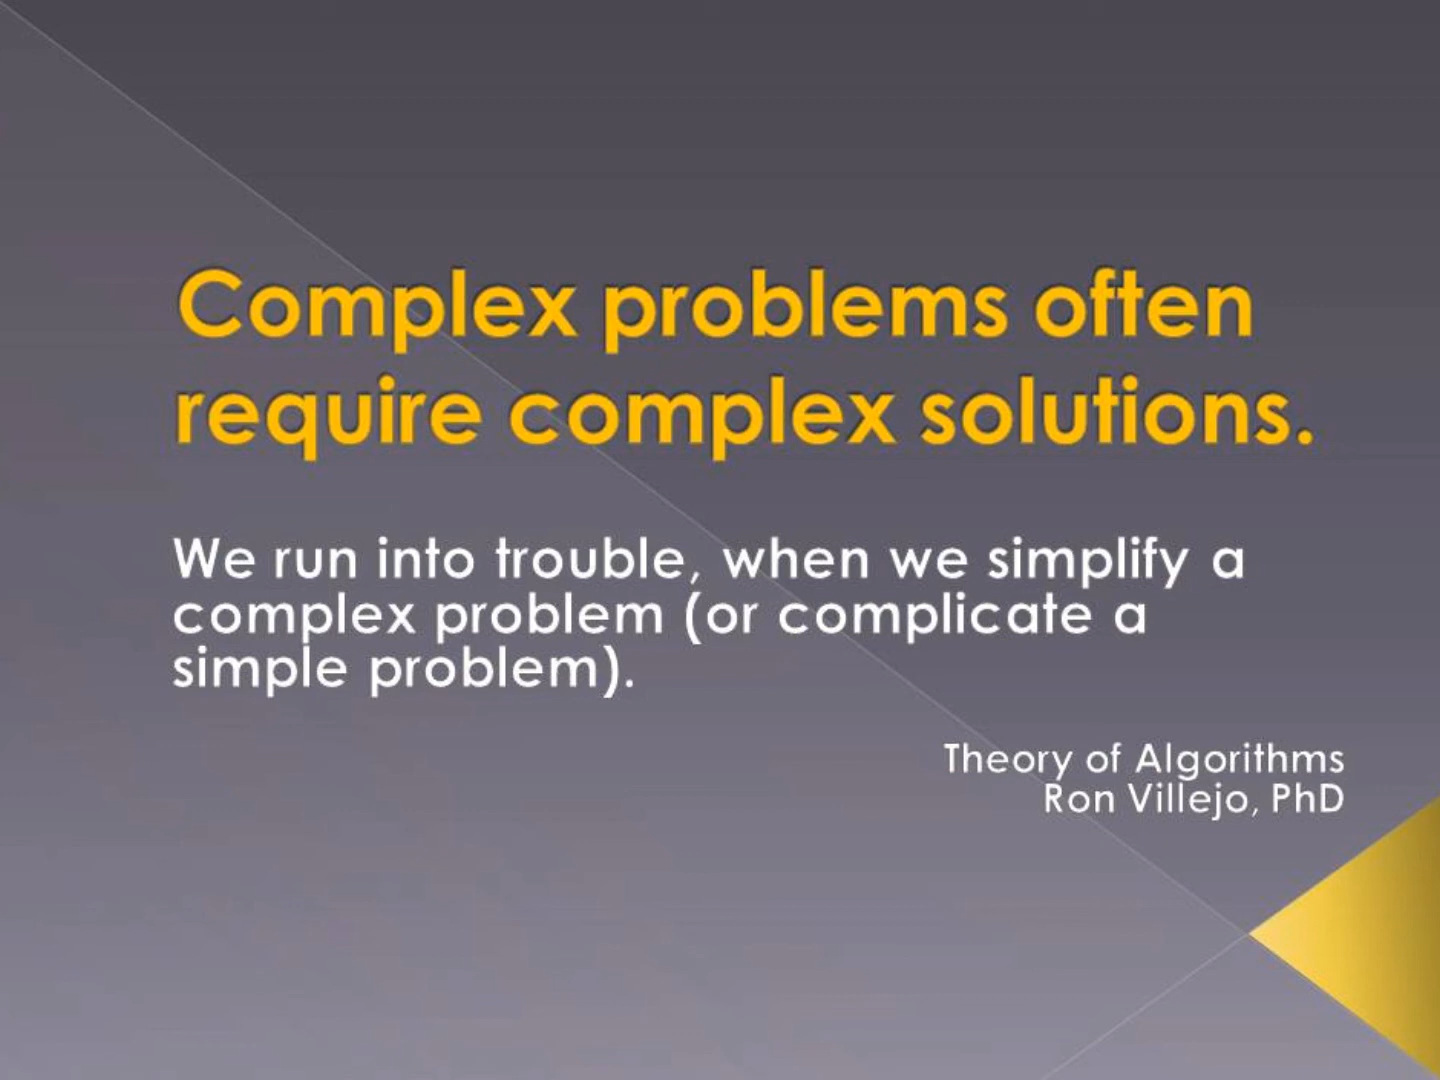 Complex problems often
require complex solutions.
We run into trouble, when we simplify a
complex problem (or complicate a
simple problem).
Theory of Algorithms
Ron Villejo, PhD